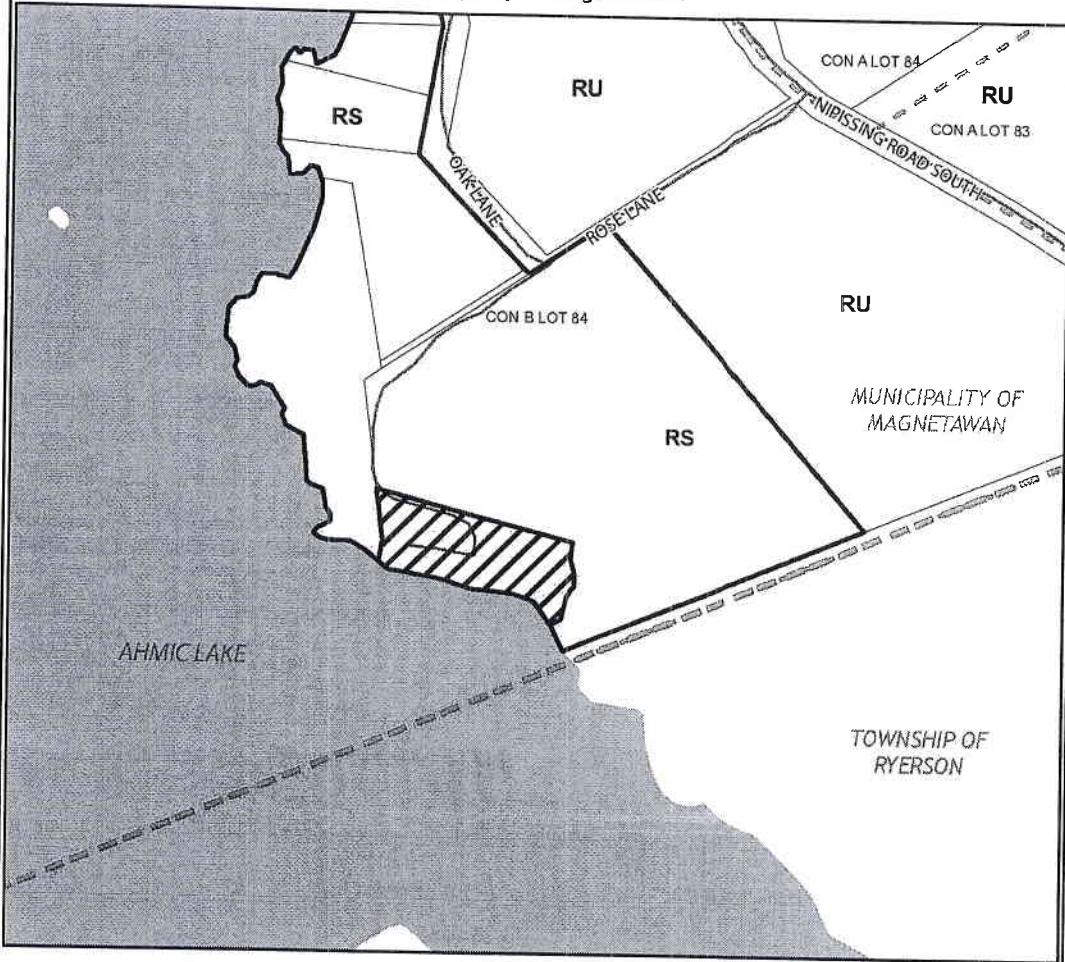 CON A LOT 84
RU
RU
RS
CON A LOT 83
NIPISSING ROAD SOUTH
OAK LANE
ROSE LANE
RU
CON B LOT 84
MUNICIPALITY OF
MAGNETAWAN
RS
AHMIC LAKE
TOWNSHIP OF
RYERSON